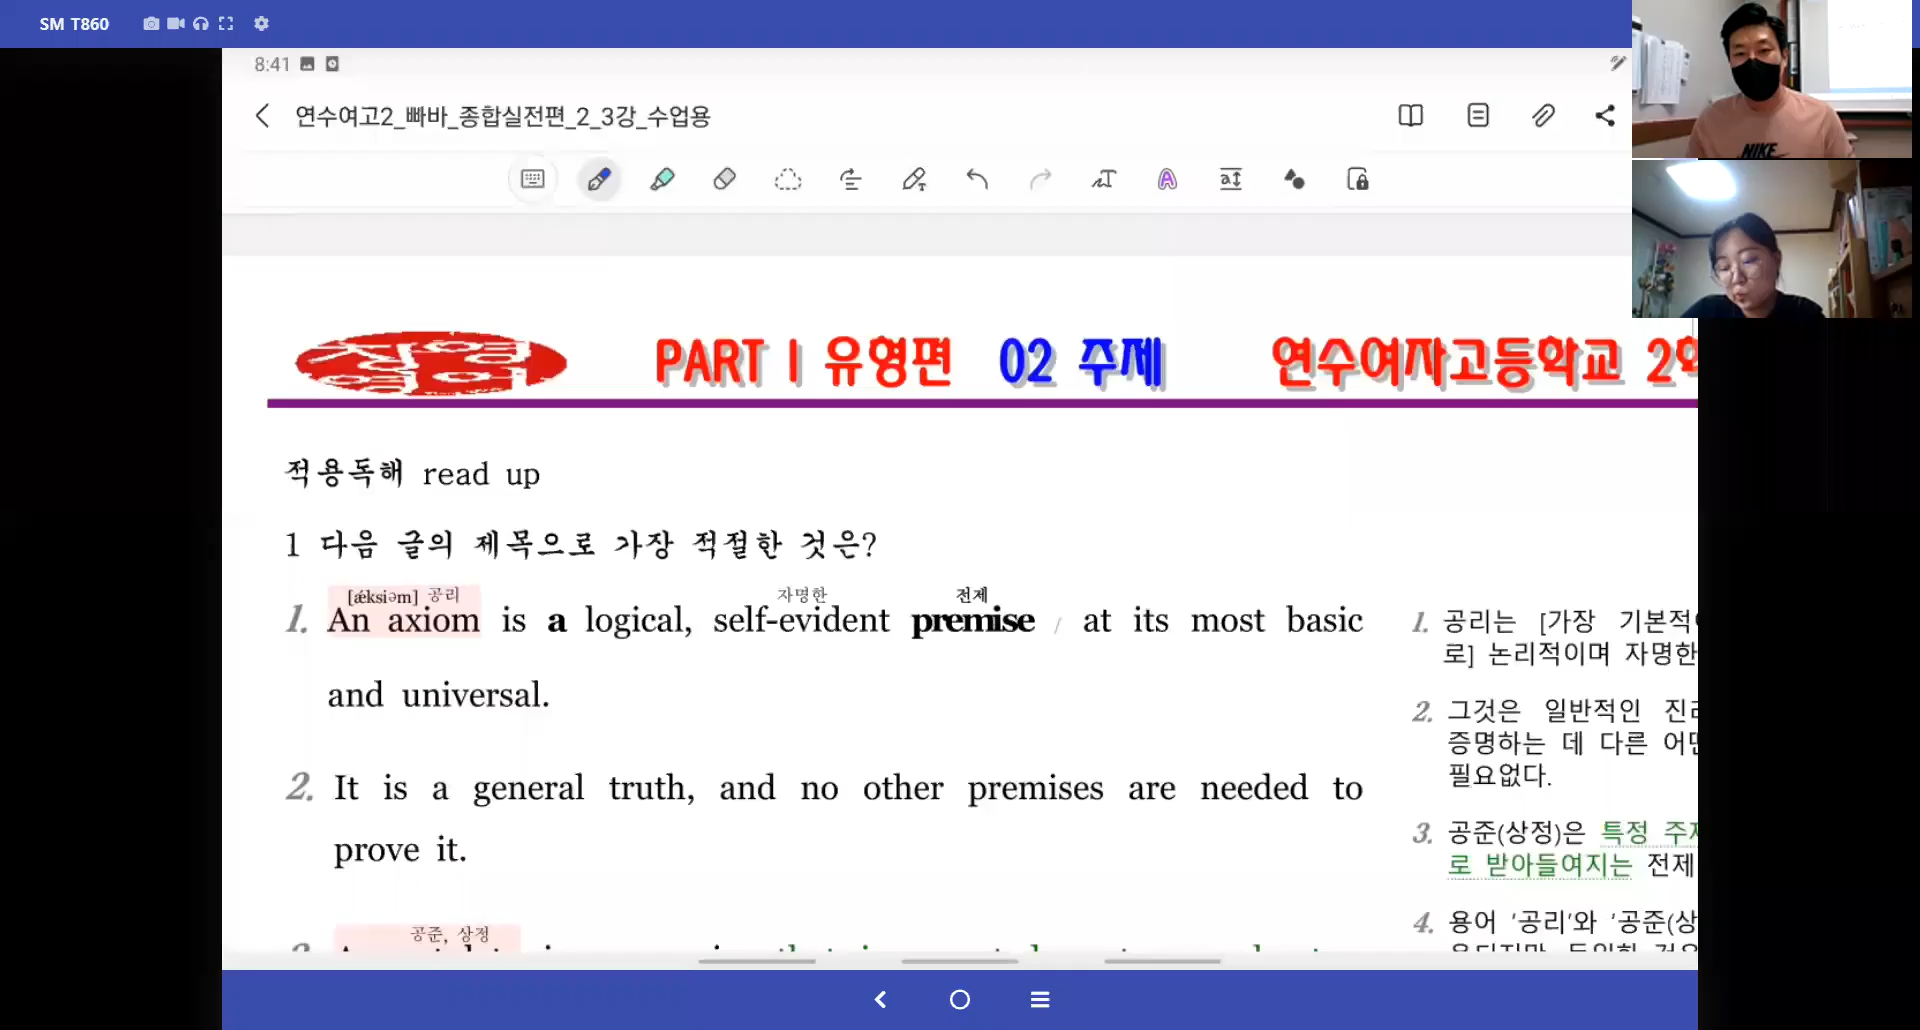 SM T860
8:41
연수여고2_빠바_종합실전편_2_3강_수업용
PART I 유형편 02 주제 연수여자고등학교 2학
적용독해 read up
1 다음 글의 제목으로 가장 적절한 것은?
[ǽksiəm] 공리 자명한 전제
1. An axiom is a logical, self-evident premise / at its most basic
and universal.
2. It is a general truth, and no other premises are needed to
prove it.
공준, 상정
1. 공리는 [가장 기본적
로] 논리적이며 자명한
2. 그것은 일반적인 진리
증명하는 데 다른 어떤
필요없다.
3. 공준(상정)은 특정 주제
로 받아들여지는 전제
4. 용어 '공리'와 '공준(상
NIKE